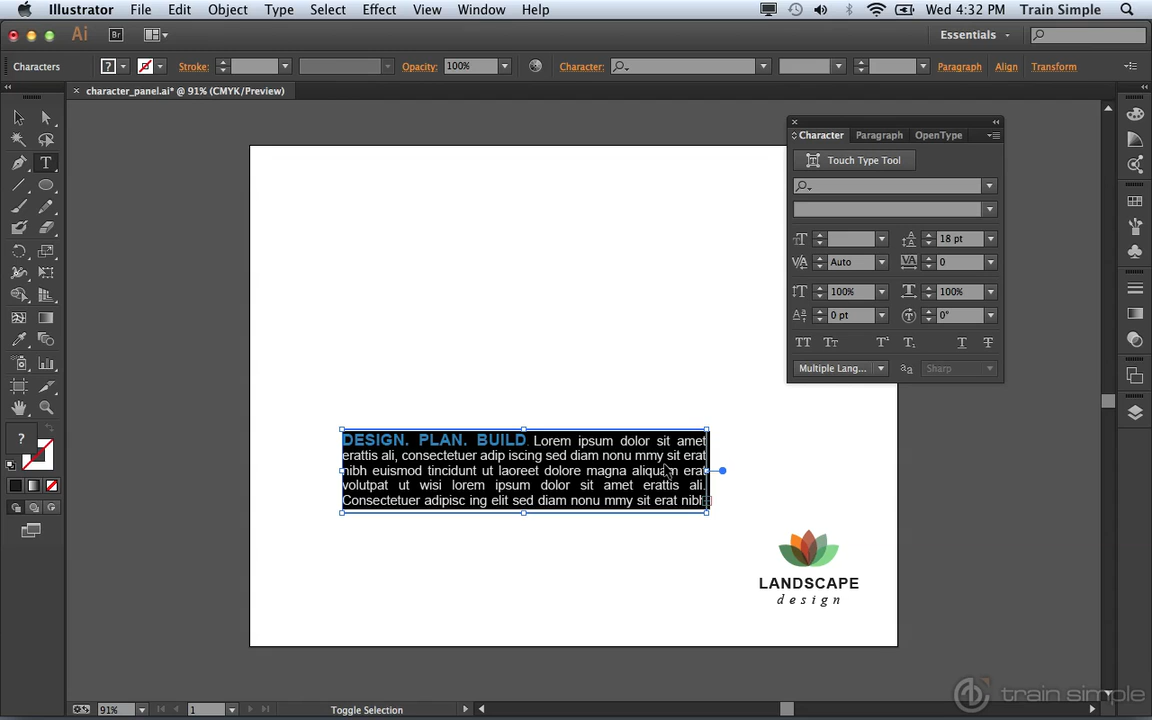 Illustrator File Edit Object Type Select Effect View Window Help Wed 4:32 PM Train Simple
Ai Br Essentials
Characters ? Stroke: Opacity: 100% Character: Paragraph Align Transform
character_panel.ai* @ 91% (CMYK/Preview)
Character Paragraph OpenType
Touch Type Tool
18 pt
Auto 0
100% 100%
0 pt 0°
Multiple Lang... Sharp
?
DESIGN. PLAN. BUILD. Lorem ipsum dolor sit amet
erattis ali, consectetuer adip iscing sed diam nonu mmy sit erat
nibh euismod tincidunt ut laoreet dolore magna aliquam erat
volutpat ut wisi lorem ipsum dolor sit amet erattis ali.
Consectetuer adipisc ing elit sed diam nonu mmy sit erat nibh
LANDSCAPE
design
91% 1 Toggle Selection
train simple